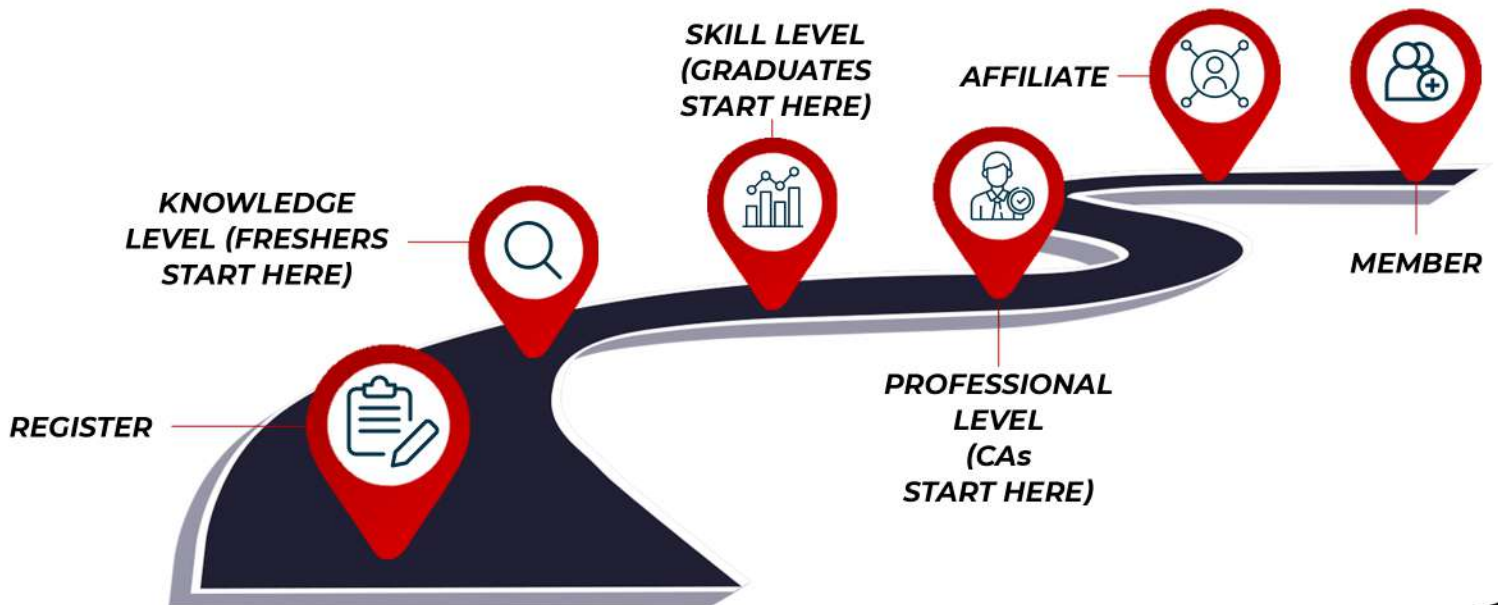 REGISTER
KNOWLEDGE
LEVEL (FRESHERS
START HERE)
SKILL LEVEL
(GRADUATES
START HERE)
PROFESSIONAL
LEVEL
(CAs
START HERE)
AFFILIATE
MEMBER